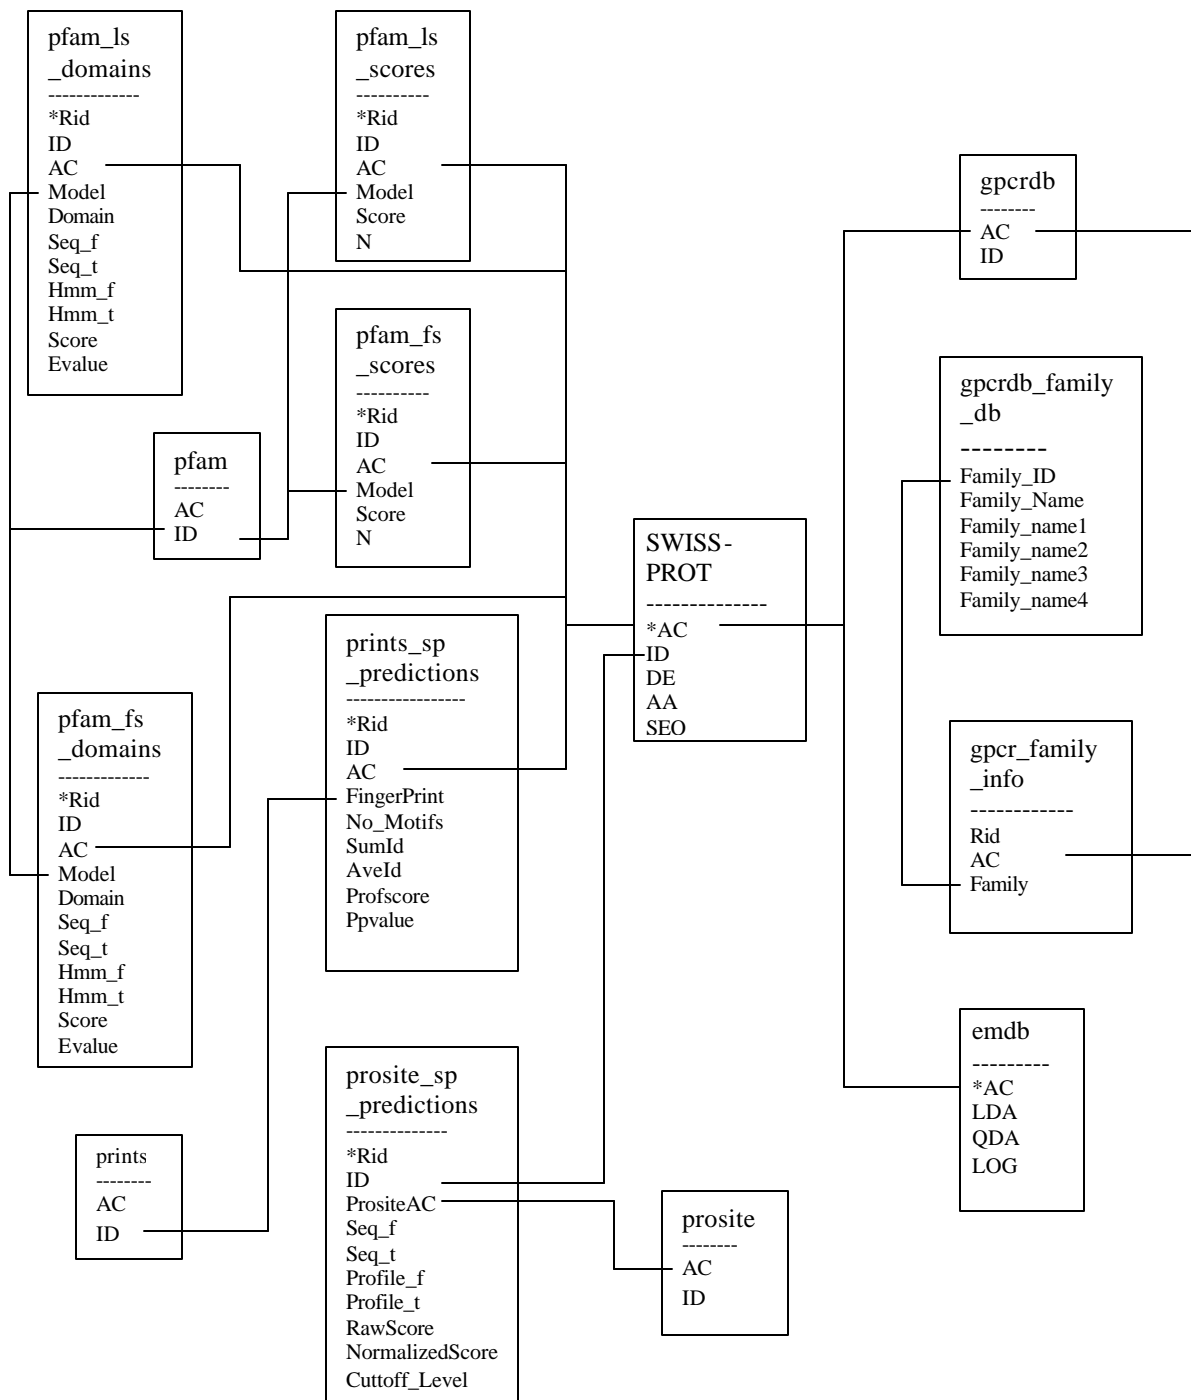 pfam_ls
_domains
-------------
*Rid
ID
AC
Model
Domain
Seq_f
Seq_t
Hmm_f
Hmm_t
Score
Evalue
pfam_ls
_scores
----------
*Rid
ID
AC
Model
Score
N
pfam_fs
_scores
----------
*Rid
ID
AC
Model
Score
N
pfam
--------
AC
ID
pfam_fs
_domains
-------------
*Rid
ID
AC
Model
Domain
Seq_f
Seq_t
Hmm_f
Hmm_t
Score
Evalue
prints
--------
AC
ID
prints_sp
_predictions
-----------------
*Rid
ID
AC
FingerPrint
No_Motifs
SumId
AveId
Profscore
Ppvalue
prosite_sp
_predictions
--------------
*Rid
ID
PrositeAC
Seq_f
Seq_t
Profile_f
Profile_t
RawScore
NormalizedScore
Cuttoff_Level
SWISS-
PROT
--------------
*AC
ID
DE
AA
SEO
prosite
--------
AC
ID
gpcrdb
--------
AC
ID
gpcrdb_family
_db
---------
Family_ID
Family_Name
Family_name1
Family_name2
Family_name3
Family_name4
gpcr_family
_info
------------
Rid
AC
Family
emdb
---------
*AC
LDA
QDA
LOG